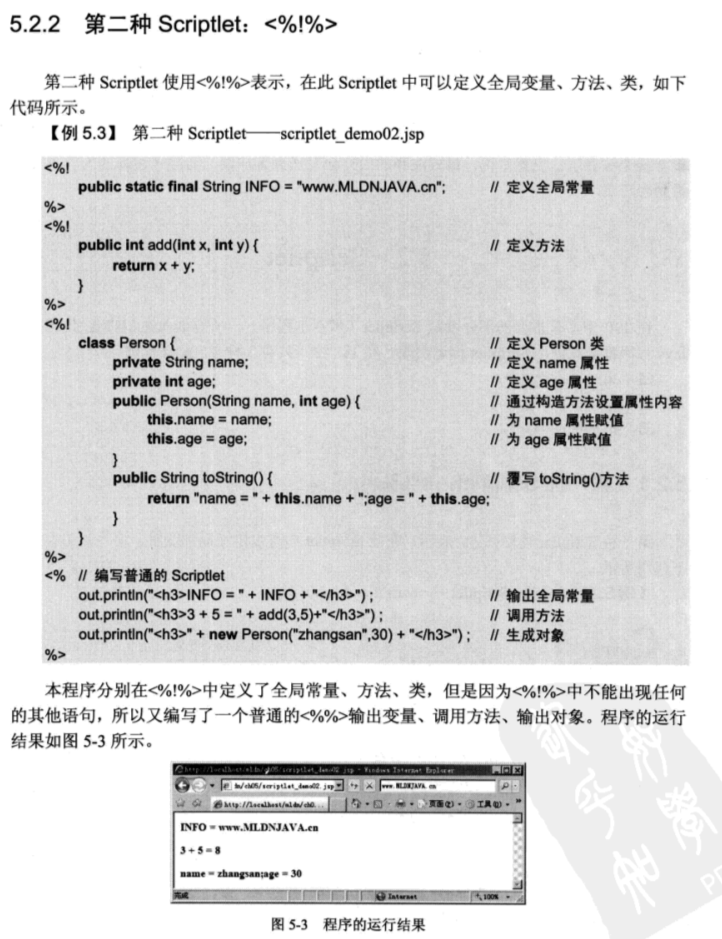 5.2.2 第二种 Scriptlet：<%!%>
第二种 Scriptlet 使用<%!%>表示，在此 Scriptlet 中可以定义全局变量、方法、类，如下
代码所示。
【例 5.3】 第二种 Scriptlet——scriptlet_demo02.jsp
<%!
public static final String INFO = "www.MLDNJAVA.cn"; // 定义全局常量
%>
<%!
public int add(int x, int y) { // 定义方法
return x + y;
}
%>
<%!
class Person { // 定义 Person 类
private String name; // 定义 name 属性
private int age; // 定义 age 属性
public Person(String name, int age) { // 通过构造方法设置属性内容
this.name = name; // 为 name 属性赋值
this.age = age; // 为 age 属性赋值
}
public String toString() { // 覆写 toString()方法
return "name = " + this.name + ";age = " + this.age;
}
}
%>
<% // 编写普通的 Scriptlet
out.println("<h3>INFO = " + INFO + "</h3>") ; // 输出全局常量
out.println("<h3>3 + 5 = " + add(3,5)+"</h3>") ; // 调用方法
out.println("<h3>" + new Person("zhangsan",30) + "</h3>") ; // 生成对象
%>
本程序分别在<%!%>中定义了全局常量、方法、类，但是因为<%!%>中不能出现任何
的其他语句，所以又编写了一个普通的<%%>输出变量、调用方法、输出对象。程序的运行
结果如图 5-3 所示。
http://localhost/mldn/ch05/scriptlet_demo02.jsp - Windows Internet Explorer
dn/ch05/scriptlet_demo02.jsp www.MLDNJAVA.cn
http://localhost/mldn/ch0... 页面(P) 工具(O)
INFO = www.MLDNJAVA.cn
3 + 5 = 8
name = zhangsan;age = 30
完成 Internet 100%
图 5-3 程序的运行结果